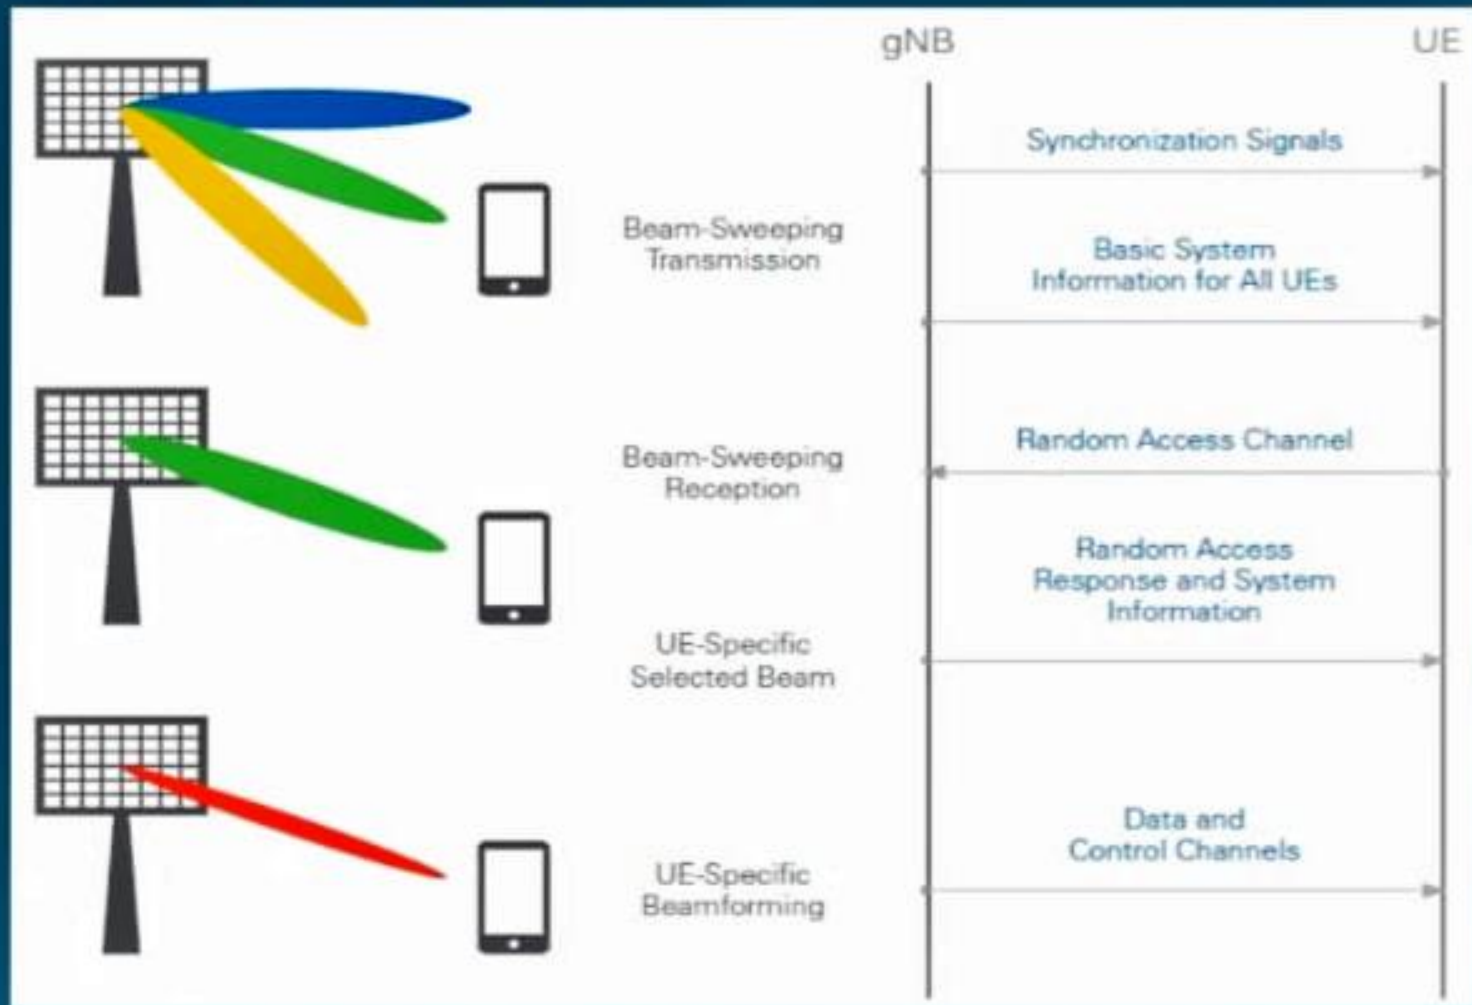 gNB
UE
Synchronization Signals
Beam-Sweeping
Transmission
Basic System
Information for All UEs
Random Access Channel
Beam-Sweeping
Reception
Random Access
Response and System
Information
UE-Specific
Selected Beam
Data and
Control Channels
UE-Specific
Beamforming